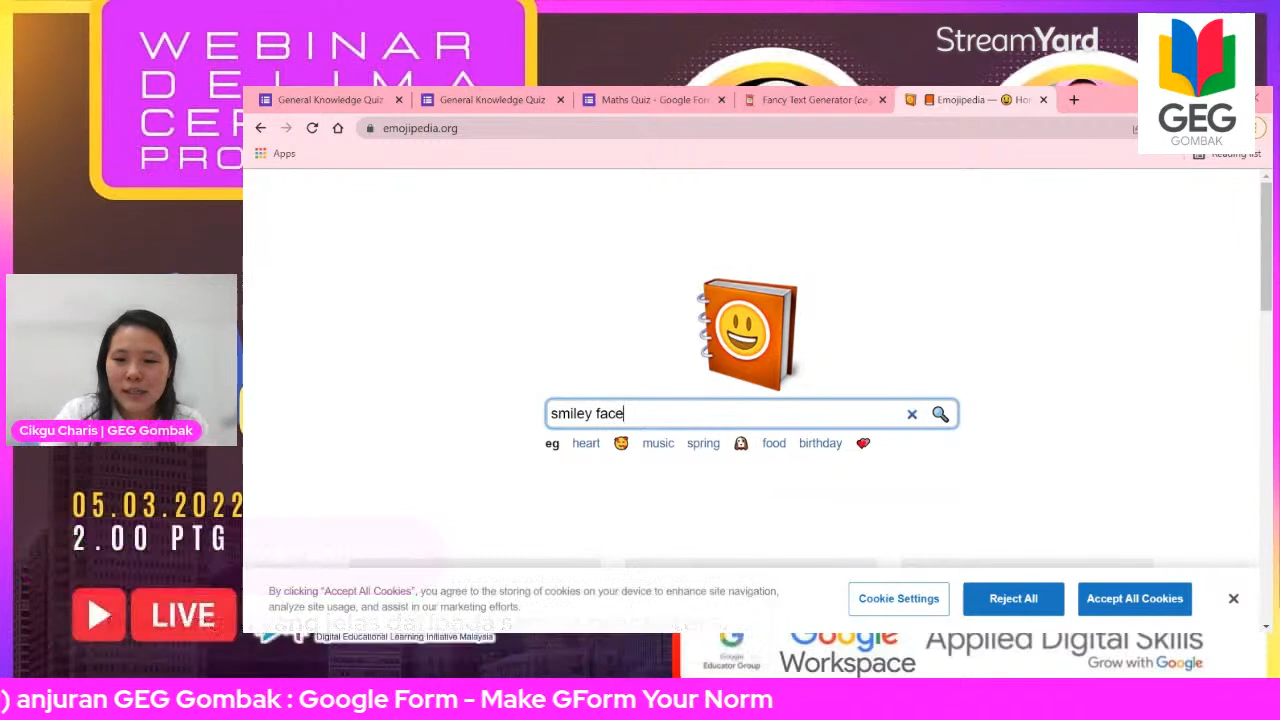 WEBINAR
DELIMA
CER
PRO
StreamYard
GEG
GOMBAK
General Knowledge Quiz
General Knowledge Quiz
Maths Quiz - Google For
Fancy Text Generator (co
Emojipedia — 😃 Ho
emojipedia.org
Apps
Reading list
smiley face
eg heart music spring food birthday
Cikgu Charis | GEG Gombak
05.03.2022
2.00 PTG
LIVE
By clicking “Accept All Cookies”, you agree to the storing of cookies on your device to enhance site navigation,
analyze site usage, and assist in our marketing efforts.
Cookie Settings
Reject All
Accept All Cookies
Digital Educational Learning Initiative Malaysia
Google
Educator Group
Google
Workspace
Applied Digital Skills
Grow with Google
) anjuran GEG Gombak : Google Form - Make GForm Your Norm